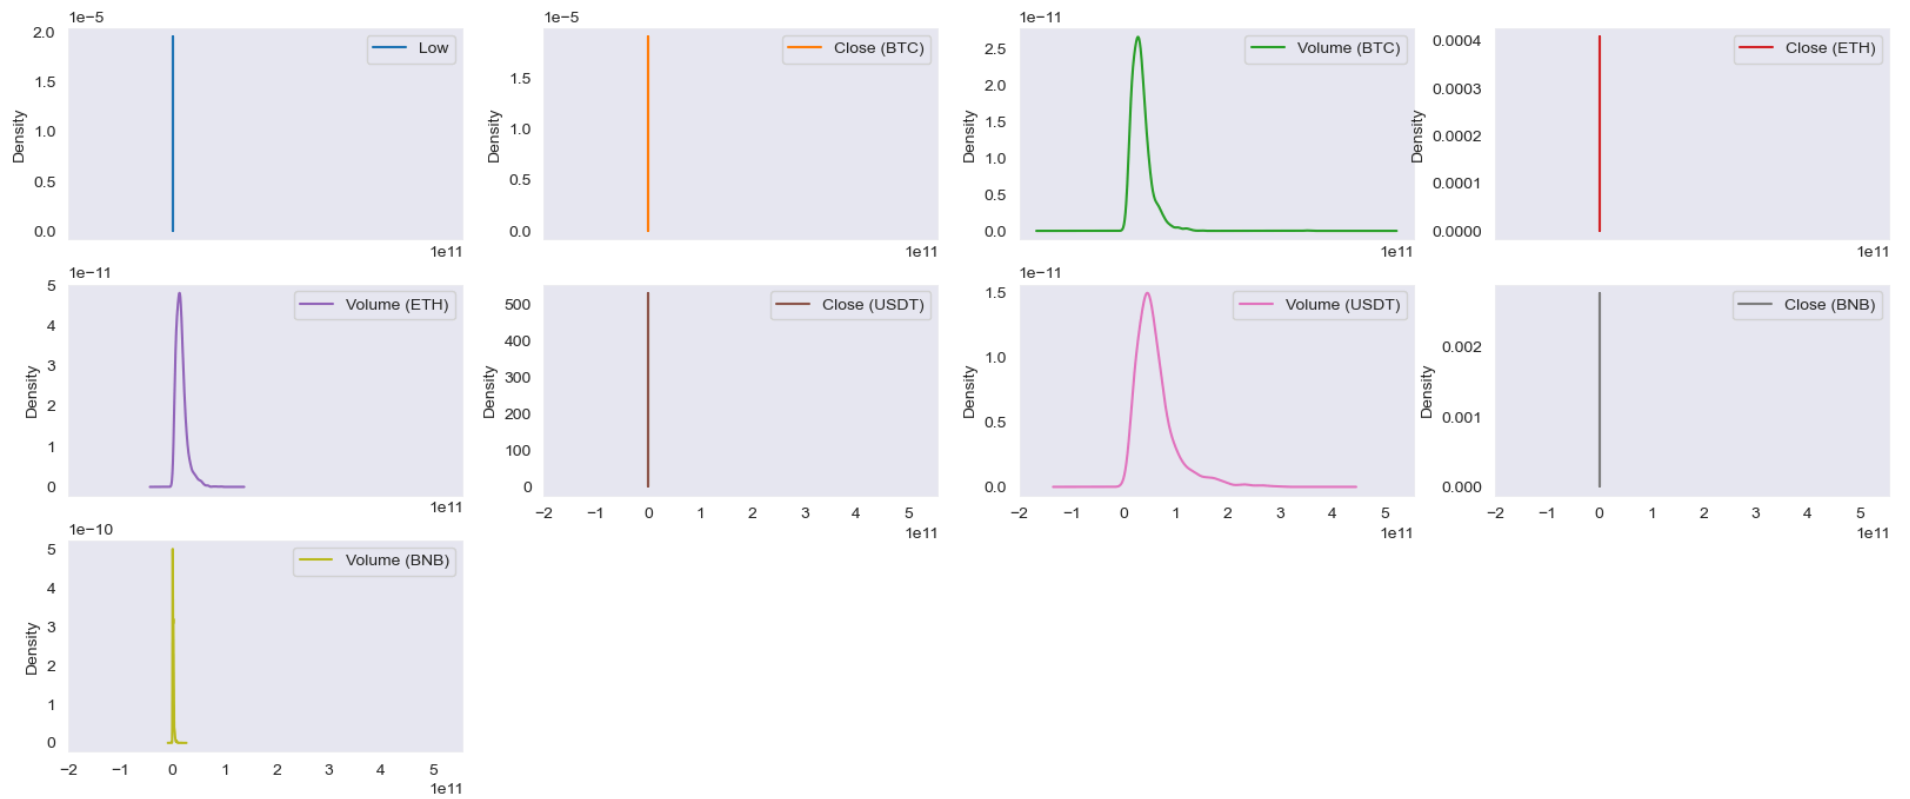 1e−5
Low
Density
2.0
1.5
1.0
0.5
0.0
1e11
1e−5
Close (BTC)
Density
1.5
1.0
0.5
0.0
1e11
1e−11
Volume (BTC)
Density
2.5
2.0
1.5
1.0
0.5
0.0
1e11
Close (ETH)
Density
0.0004
0.0003
0.0002
0.0001
0.0000
1e11
1e−11
Volume (ETH)
Density
5
4
3
2
1
0
1e11
Close (USDT)
Density
500
400
300
200
100
0
−2 −1 0 1 2 3 4 5
1e11
1e−11
Volume (USDT)
Density
1.5
1.0
0.5
0.0
−2 −1 0 1 2 3 4 5
1e11
Close (BNB)
Density
0.002
0.001
0.000
−2 −1 0 1 2 3 4 5
1e11
1e−10
Volume (BNB)
Density
5
4
3
2
1
0
−2 −1 0 1 2 3 4 5
1e11